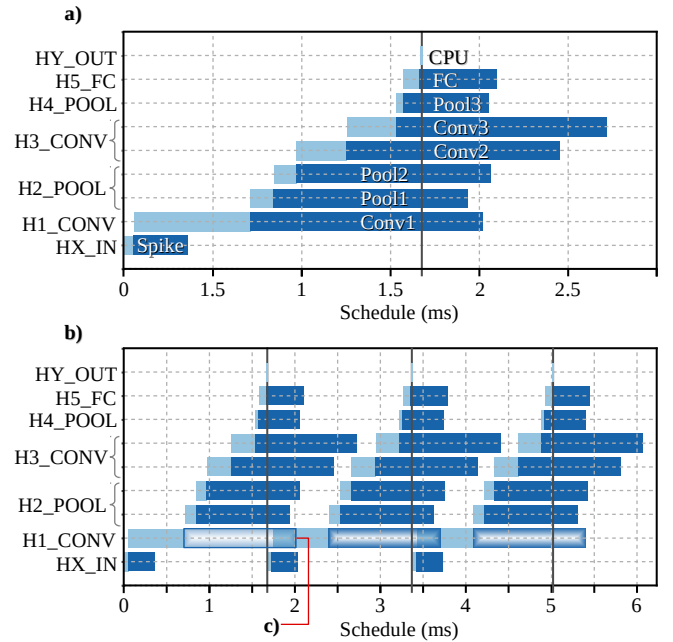 a)
HY_OUT CPU
H5_FC FC
H4_POOL Pool3
H3_CONV Conv3
Conv2
H2_POOL Pool2
Pool1
H1_CONV Conv1
HX_IN Spike
0 1.5 1 1.5 2 2.5
Schedule (ms)
b)
HY_OUT
H5_FC
H4_POOL
H3_CONV
H2_POOL
H1_CONV
HX_IN
0 1 2 3 4 5 6
c) Schedule (ms)